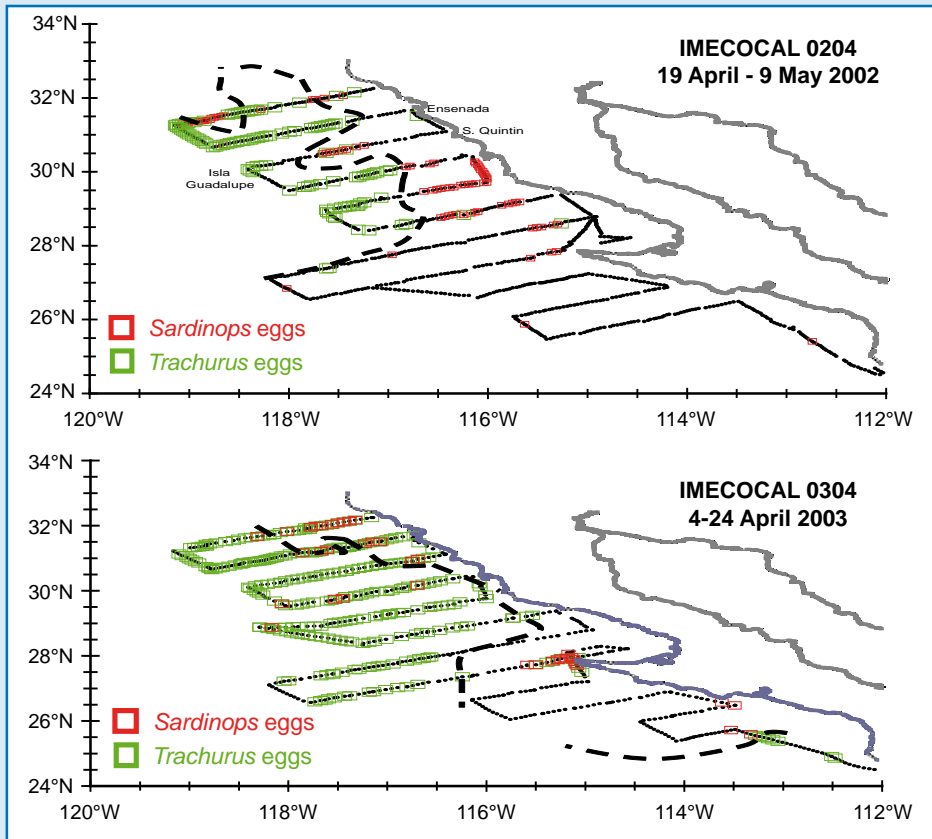 34°N
IMECOCAL 0204
19 April - 9 May 2002
32°N
Ensenada
S. Quintin
30°N
Isla
Guadalupe
28°N
26°N
Sardinops eggs
Trachurus eggs
24°N
120°W 118°W 116°W 114°W 112°W
34°N
IMECOCAL 0304
4-24 April 2003
32°N
30°N
28°N
26°N
Sardinops eggs
Trachurus eggs
24°N
120°W 118°W 116°W 114°W 112°W